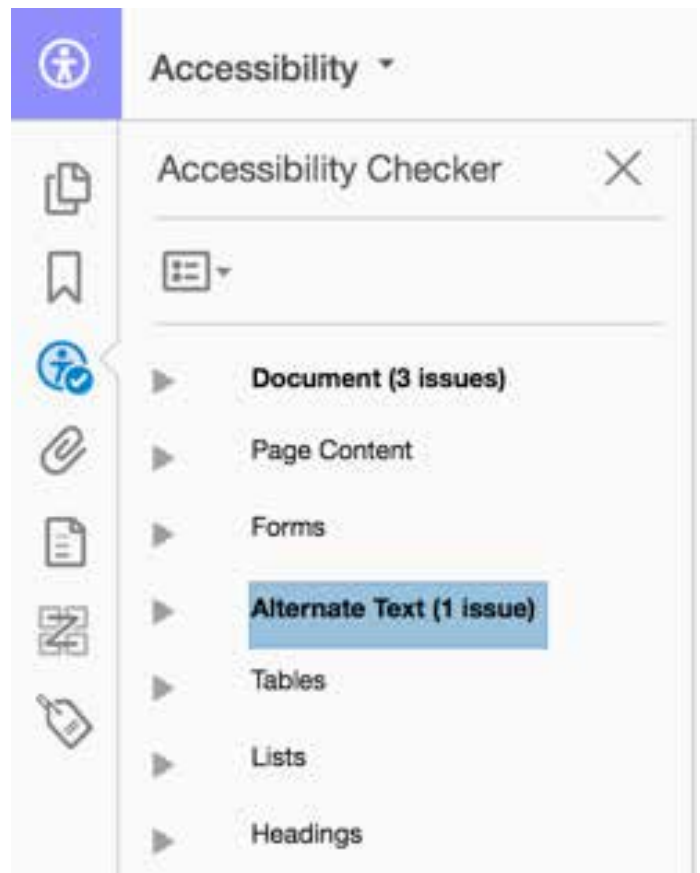 Accessibility
Accessibility Checker
Document (3 issues)
Page Content
Forms
Alternate Text (1 issue)
Tables
Lists
Headings